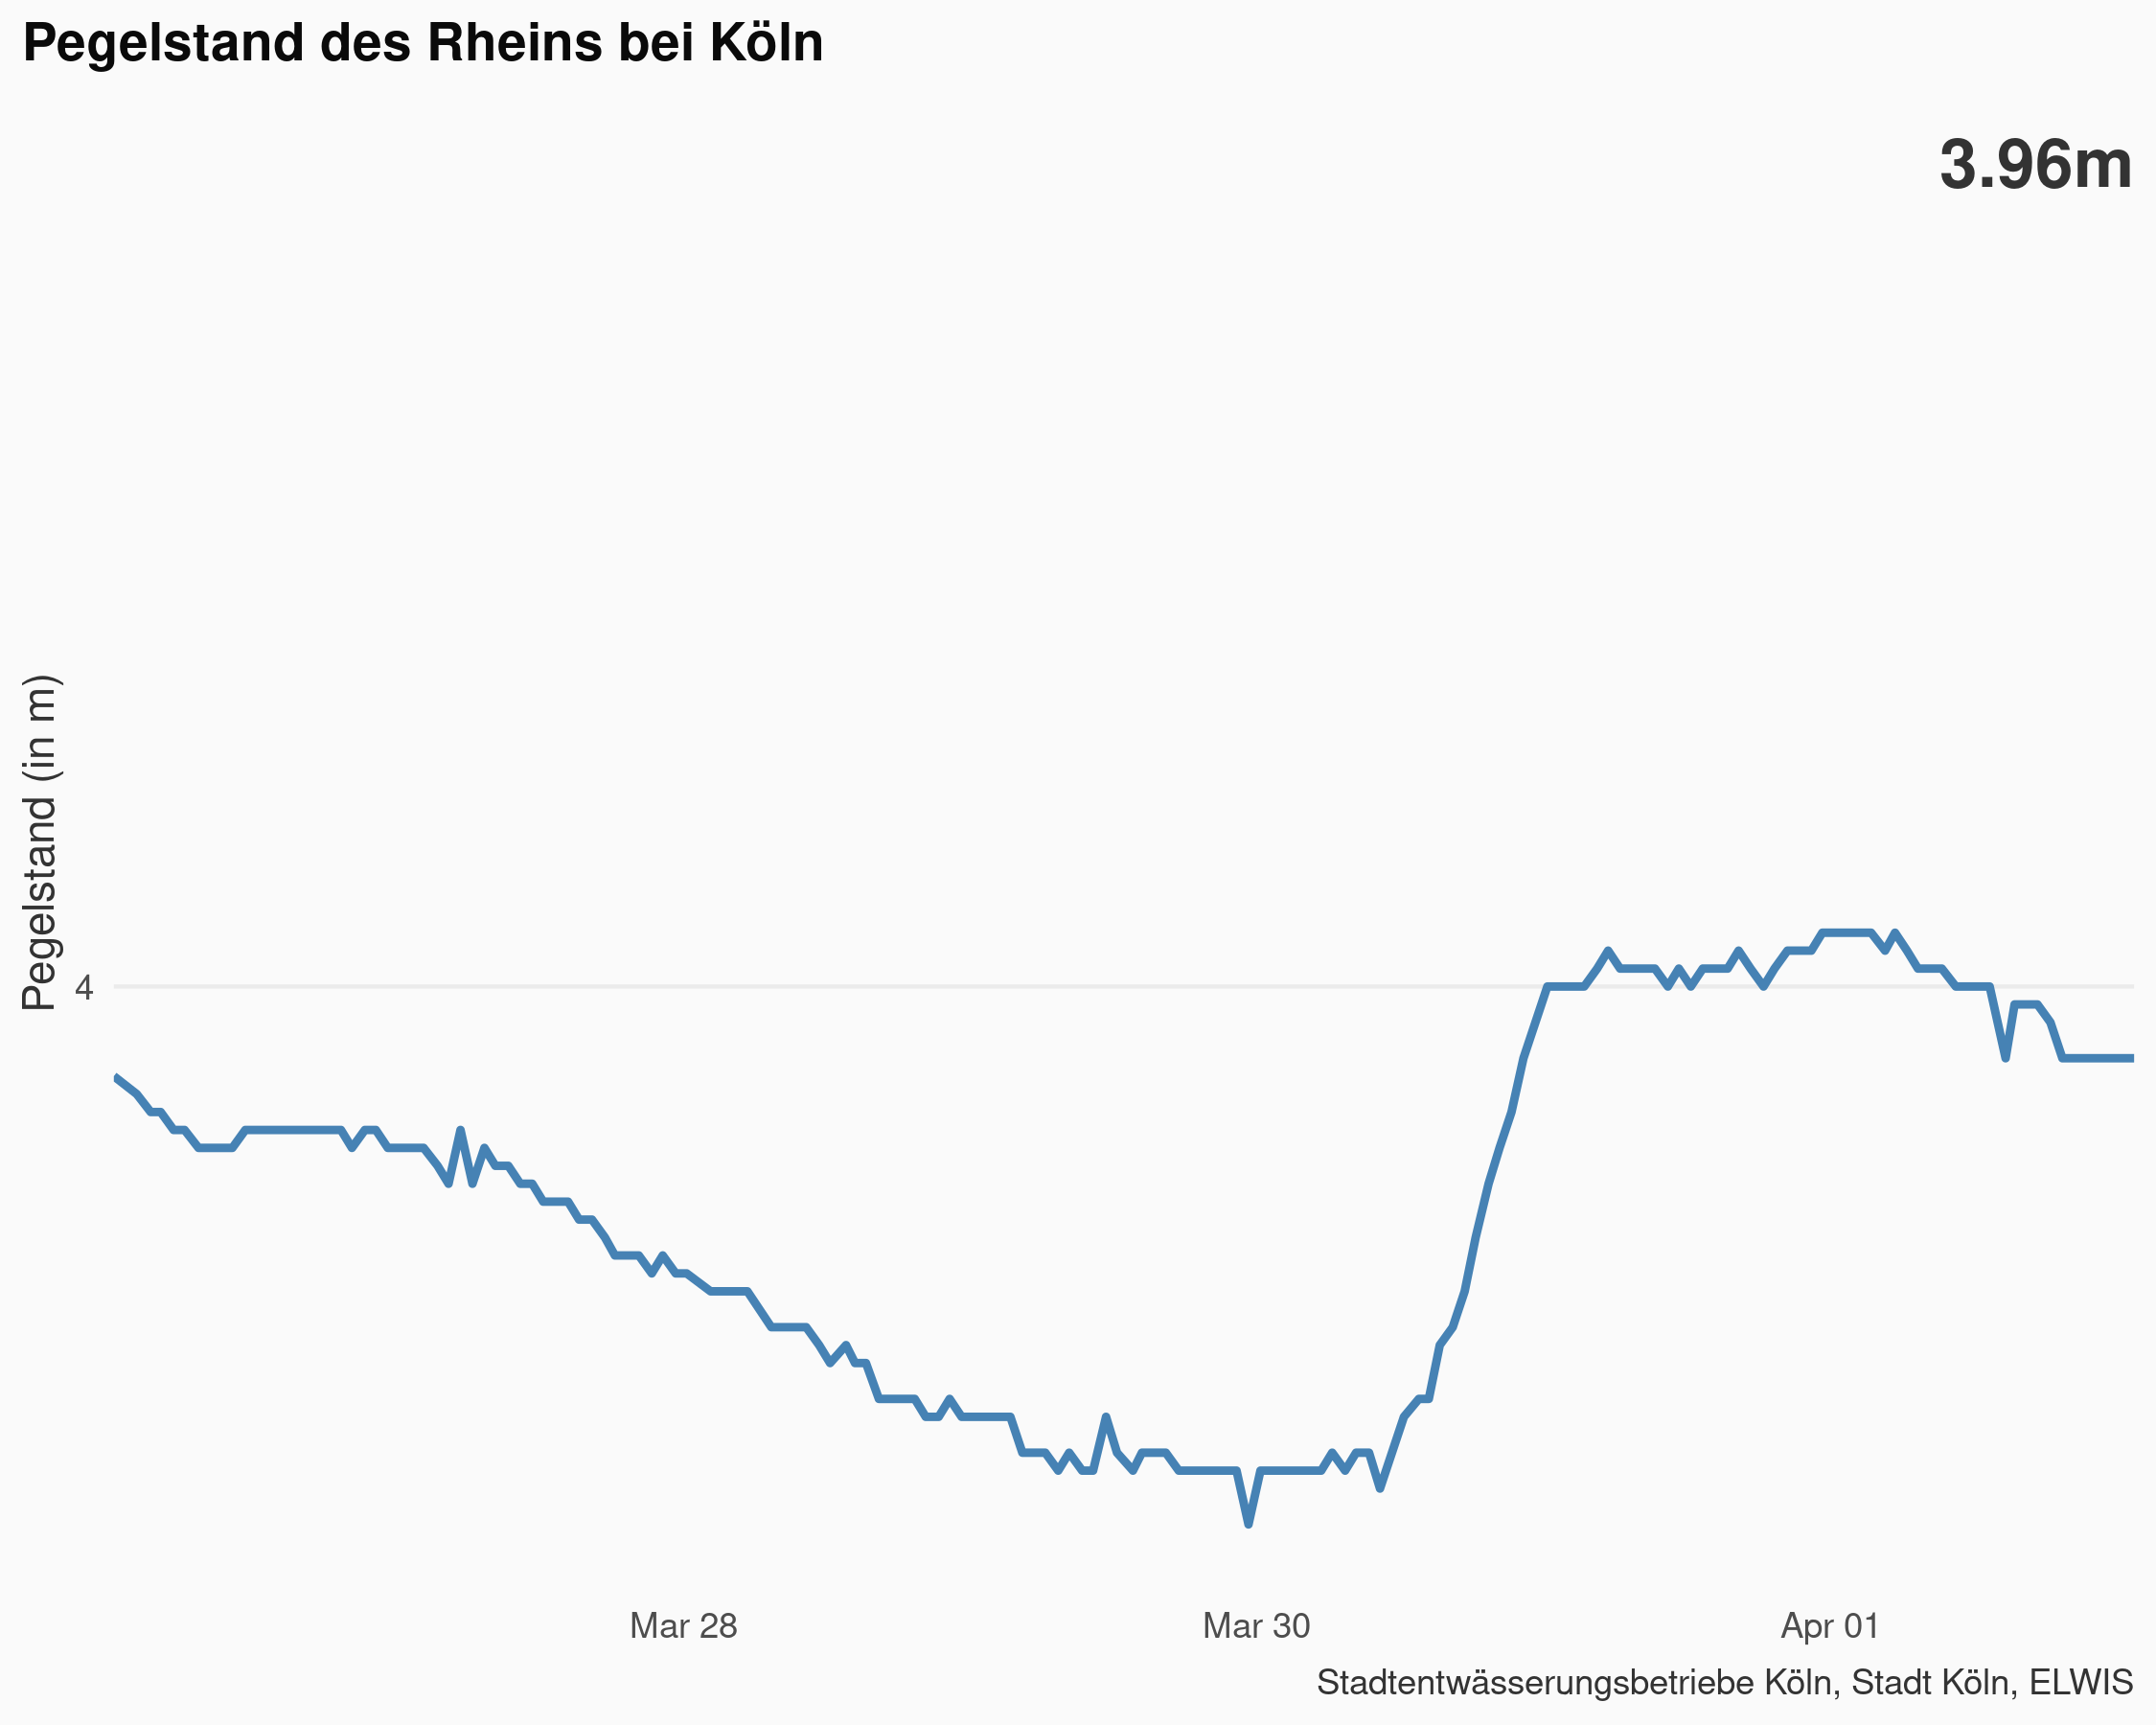 Pegelstand des Rheins bei Köln
3.96m
Pegelstand (in m)
4
Mar 28
Mar 30
Apr 01
Stadtentwässerungsbetriebe Köln, Stadt Köln, ELWIS